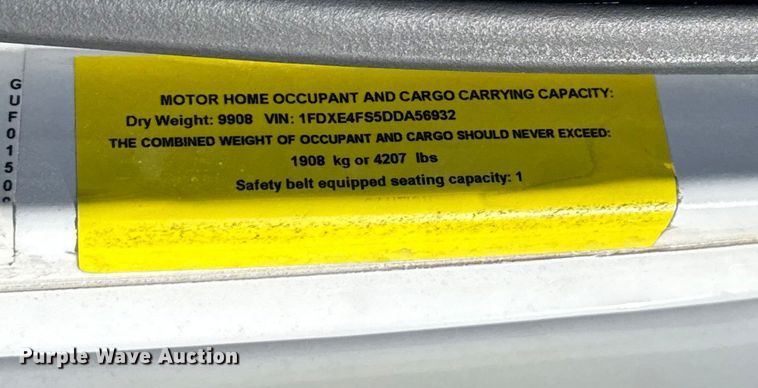 MOTOR HOME OCCUPANT AND CARGO CARRYING CAPACITY:
Dry Weight: 9908 VIN: 1FDXE4FS5DDA56932
THE COMBINED WEIGHT OF OCCUPANT AND CARGO SHOULD NEVER EXCEED:
1908 kg or 4207 lbs
Safety belt equipped seating capacity: 1
GUF0150
Purple Wave Auction